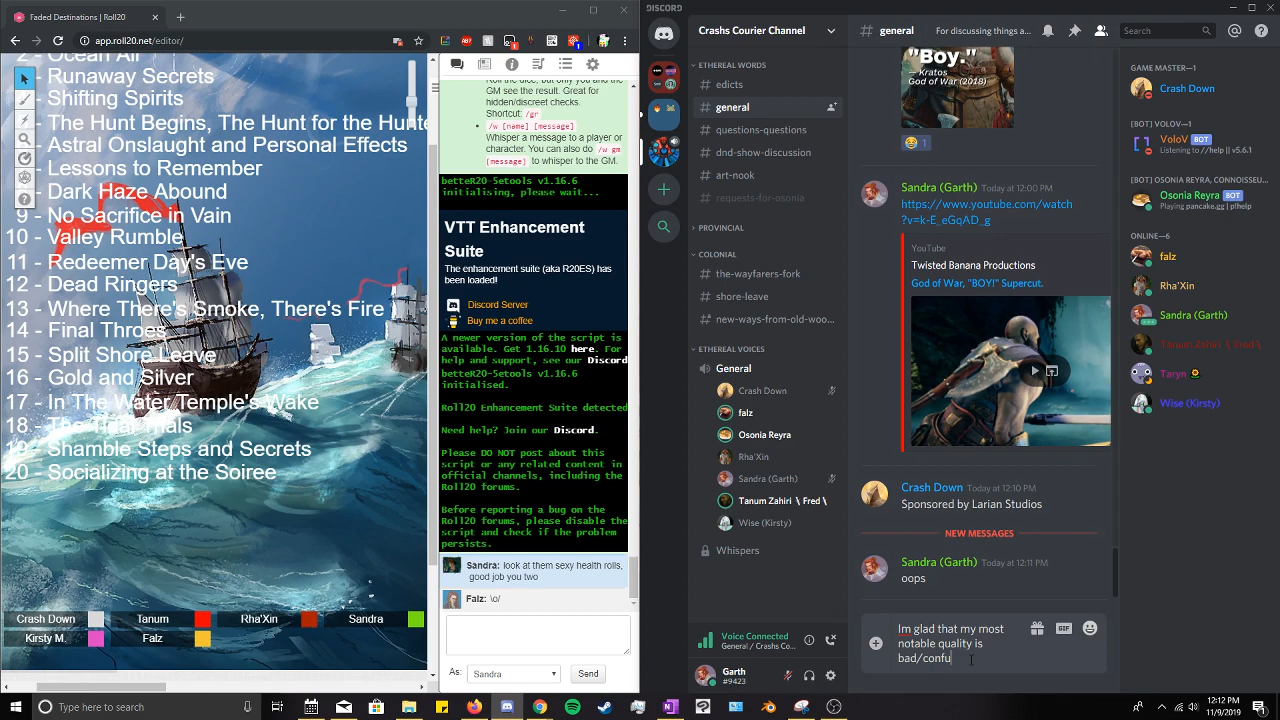 Faded Destinations | Roll20
app.roll20.net/editor/
2 - Ocean Air
Runaway Secrets
Shifting Spirits
The Hunt Begins, The Hunt for the Hunte
Astral Onslaught and Personal Effects
Lessons to Remember
Dark Haze Abound
9 - No Sacrifice in Vain
10 - Valley Rumble
11 - Redeemer Day's Eve
12 - Dead Ringers
13 - Where There's Smoke, There's Fire
14 - Final Throes
15 - Split Shore Leave
16 - Gold and Silver
17 - In The Water Temple's Wake
18 - The Tidal Trials
19 - Shamble Steps and Secrets
20 - Socializing at the Soiree
Crash Down
Tanum
Rha'Xin
Sandra
Kirsty M.
Falz
Roll the dice, but only you and the
GM see the result. Great for
hidden/discreet checks.
Shortcut: /gr
/w [name] [message]
Whisper a message to a player or
character. You can also do /w gm
[message] to whisper to the GM.
betteR20-5etools v1.16.6
initialising, please wait...
VTT Enhancement
Suite
The enhancement suite (aka R20ES) has
been loaded!
Discord Server
Buy me a coffee
A newer version of the script is
available. Get 1.16.10 here. For
help and support, see our Discord
betteR20-5etools v1.16.6
initialised.
Roll20 Enhancement Suite detected
Need help? Join our Discord.
Please DO NOT post about this
script or any related content in
official channels, including the
Roll20 forums.
Before reporting a bug on the
Roll20 forums, please disable the
script and check if the problem
persists.
Sandra: look at them sexy health rolls,
good job you two
Falz: \o/
As:
Sandra
Send
DISCORD
Crashs Courier Channel
ETHEREAL WORDS
edicts
general
questions-questions
dnd-show-discussion
art-nook
requests-for-osonia
PROVINCIAL
COLONIAL
the-wayfarers-fork
shore-leave
new-ways-from-old-woo...
ETHEREAL VOICES
General
Crash Down
falz
Osonia Reyra
Rha'Xin
Sandra (Garth)
Tanum Zahiri \ Fred \
Wise (Kirsty)
Whispers
Voice Connected
General / Crashs Co...
Garth
#9423
# general
For discussing things a...
Search
"Boy."
— Kratos
God of War (2018)
1
Sandra (Garth) Today at 12:00 PM
https://www.youtube.com/watch
?v=k-E_eGqAD_g
YouTube
Twisted Banana Productions
God of War, "BOY!" Supercut.
Crash Down Today at 12:10 PM
Sponsored by Larian Studios
NEW MESSAGES
Sandra (Garth) Today at 12:11 PM
oops
Im glad that my most
notable quality is
bad/confu
GIF
GAME MASTER—1
Crash Down
[BOT] VOLOV—1
VoloV BOT
Listening to //help || v5.6.1
[BOT] OSONIA REYRA, CONNOISSEU...
Osonia Reyra BOT
Playing pancake.gg | p!help
ONLINE—6
falz
Rha'Xin
Sandra (Garth)
Tanum Zahiri \ Fred \
Taryn
Wise (Kirsty)
Type here to search
12:12 PM
11/9/2019